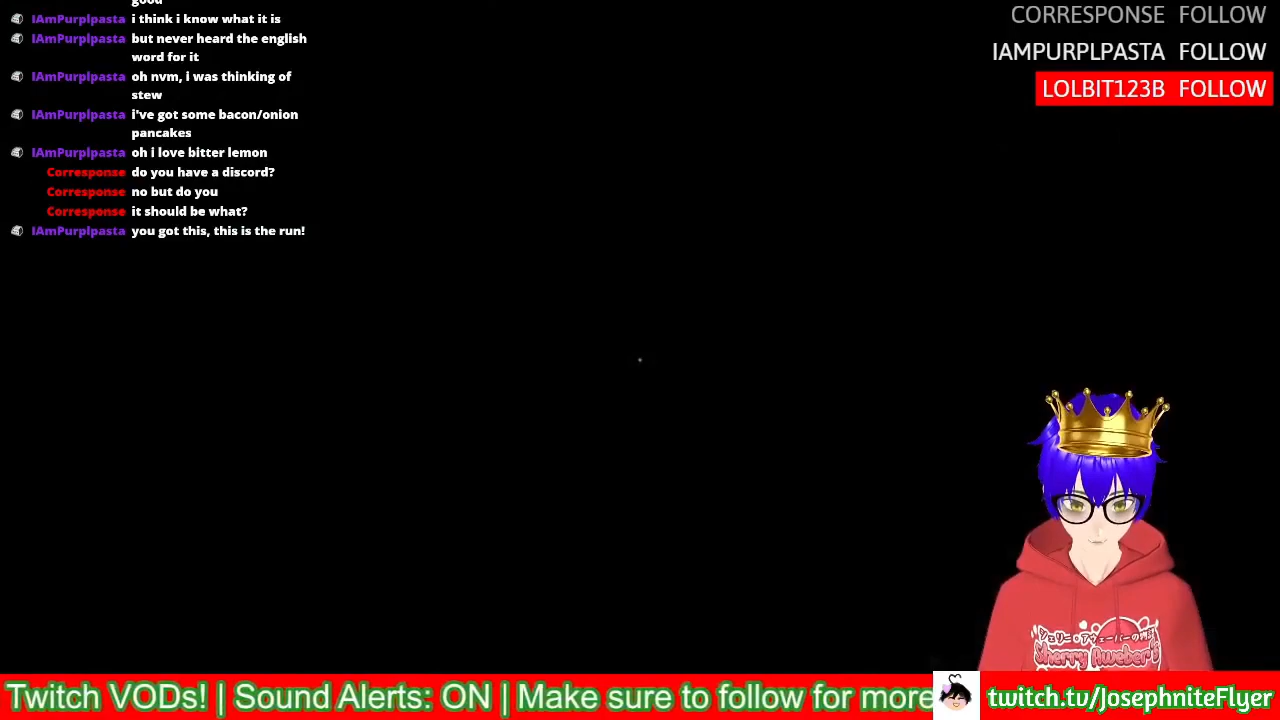 good
IAmPurplpasta i think i know what it is
IAmPurplpasta but never heard the english
word for it
IAmPurplpasta oh nvm, i was thinking of
stew
IAmPurplpasta i've got some bacon/onion
pancakes
IAmPurplpasta oh i love bitter lemon
Corresponse do you have a discord?
Corresponse no but do you
Corresponse it should be what?
IAmPurplpasta you got this, this is the run!
CORRESPONSE FOLLOW
IAMPURPLPASTA FOLLOW
LOLBIT123B FOLLOW
Sherry Aweber's
Twitch VODs! | Sound Alerts: ON | Make sure to follow for more
twitch.tv/JosephniteFlyer